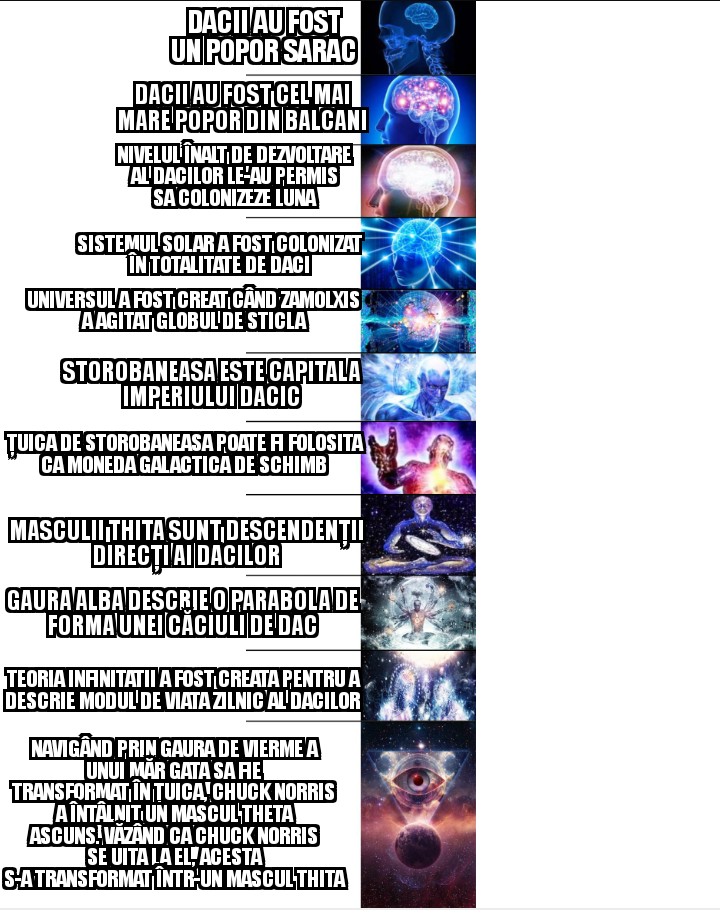 DACII AU FOST
UN POPOR SARAC
DACII AU FOST CEL MAI
MARE POPOR DIN BALCANI
NIVELUL ÎNALT DE DEZVOLTARE
AL DACILOR LE-AU PERMIS
SA COLONIZEZE LUNA
SISTEMUL SOLAR A FOST COLONIZAT
ÎN TOTALITATE DE DACI
UNIVERSUL A FOST CREAT CÂND ZAMOLXIS
A AGITAT GLOBUL DE STICLA
STOROBANEASA ESTE CAPITALA
IMPERIULUI DACIC
ȚUICA DE STOROBANEASA POATE FI FOLOSITA
CA MONEDA GALACTICA DE SCHIMB
MASCULII THITA SUNT DESCENDENȚII
DIRECȚI AI DACILOR
GAURA ALBA DESCRIE O PARABOLA DE
FORMA UNEI CĂCIULI DE DAC
TEORIA INFINITATII A FOST CREATA PENTRU A
DESCRIE MODUL DE VIATA ZILNIC AL DACILOR
NAVIGÂND PRIN GAURA DE VIERME A
UNUI MĂR GATA SA FIE
TRANSFORMAT ÎN TUICA, CHUCK NORRIS
A ÎNTÂLNIT UN MASCUL THETA
ASCUNS. VĂZÂND CA CHUCK NORRIS
SE UITA LA EL, ACESTA
S-A TRANSFORMAT ÎNTR-UN MASCUL THITA